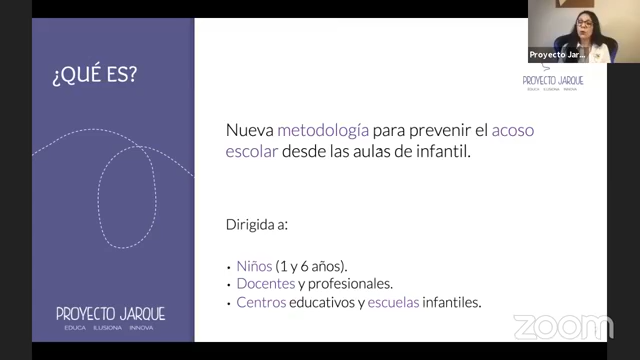 ¿QUÉ ES?
Proyecto Jar...
PROYECTO JARQUE
EDUCA ILUSIONA INNOVA
Nueva metodología para prevenir el acoso
escolar desde las aulas de infantil.
Dirigida a:
• Niños (1 y 6 años).
• Docentes y profesionales.
• Centros educativos y escuelas infantiles.
PROYECTO JARQUE
EDUCA ILUSIONA INNOVA
zoom